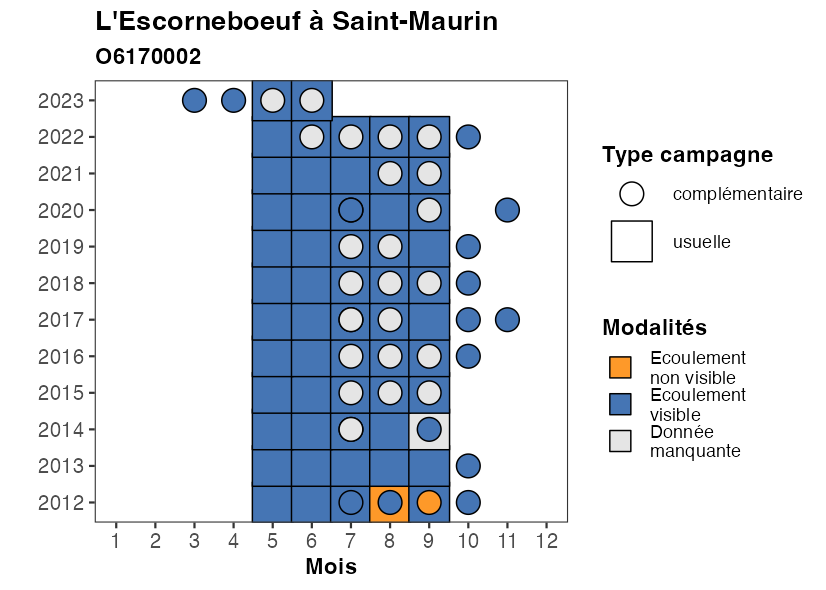 L'Escorneboeuf à Saint-Maurin
O6170002
2023
2022
2021
2020
2019
2018
2017
2016
2015
2014
2013
2012
1 2 3 4 5 6 7 8 9 10 11 12
Mois
Type campagne
complémentaire
usuelle
Modalités
Ecoulement
non visible
Ecoulement
visible
Donnée
manquante